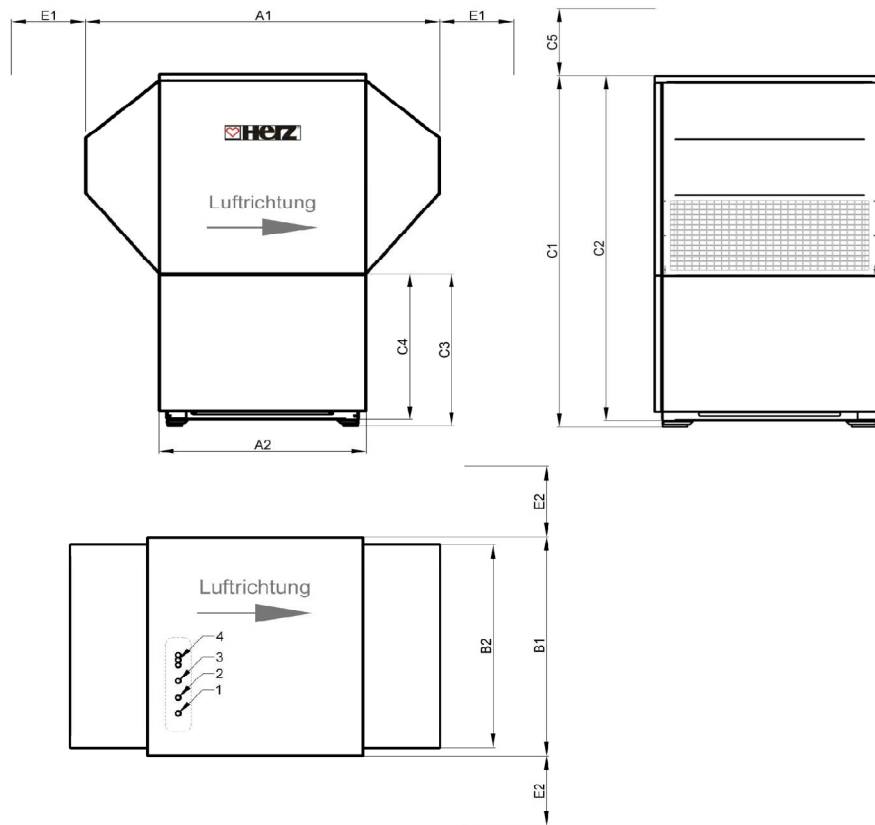 E1
A1
E1
C5
HERZ
Luftrichtung
C1
C2
C4
C3
A2
E2
Luftrichtung
4
3
2
1
B2
B1
E2